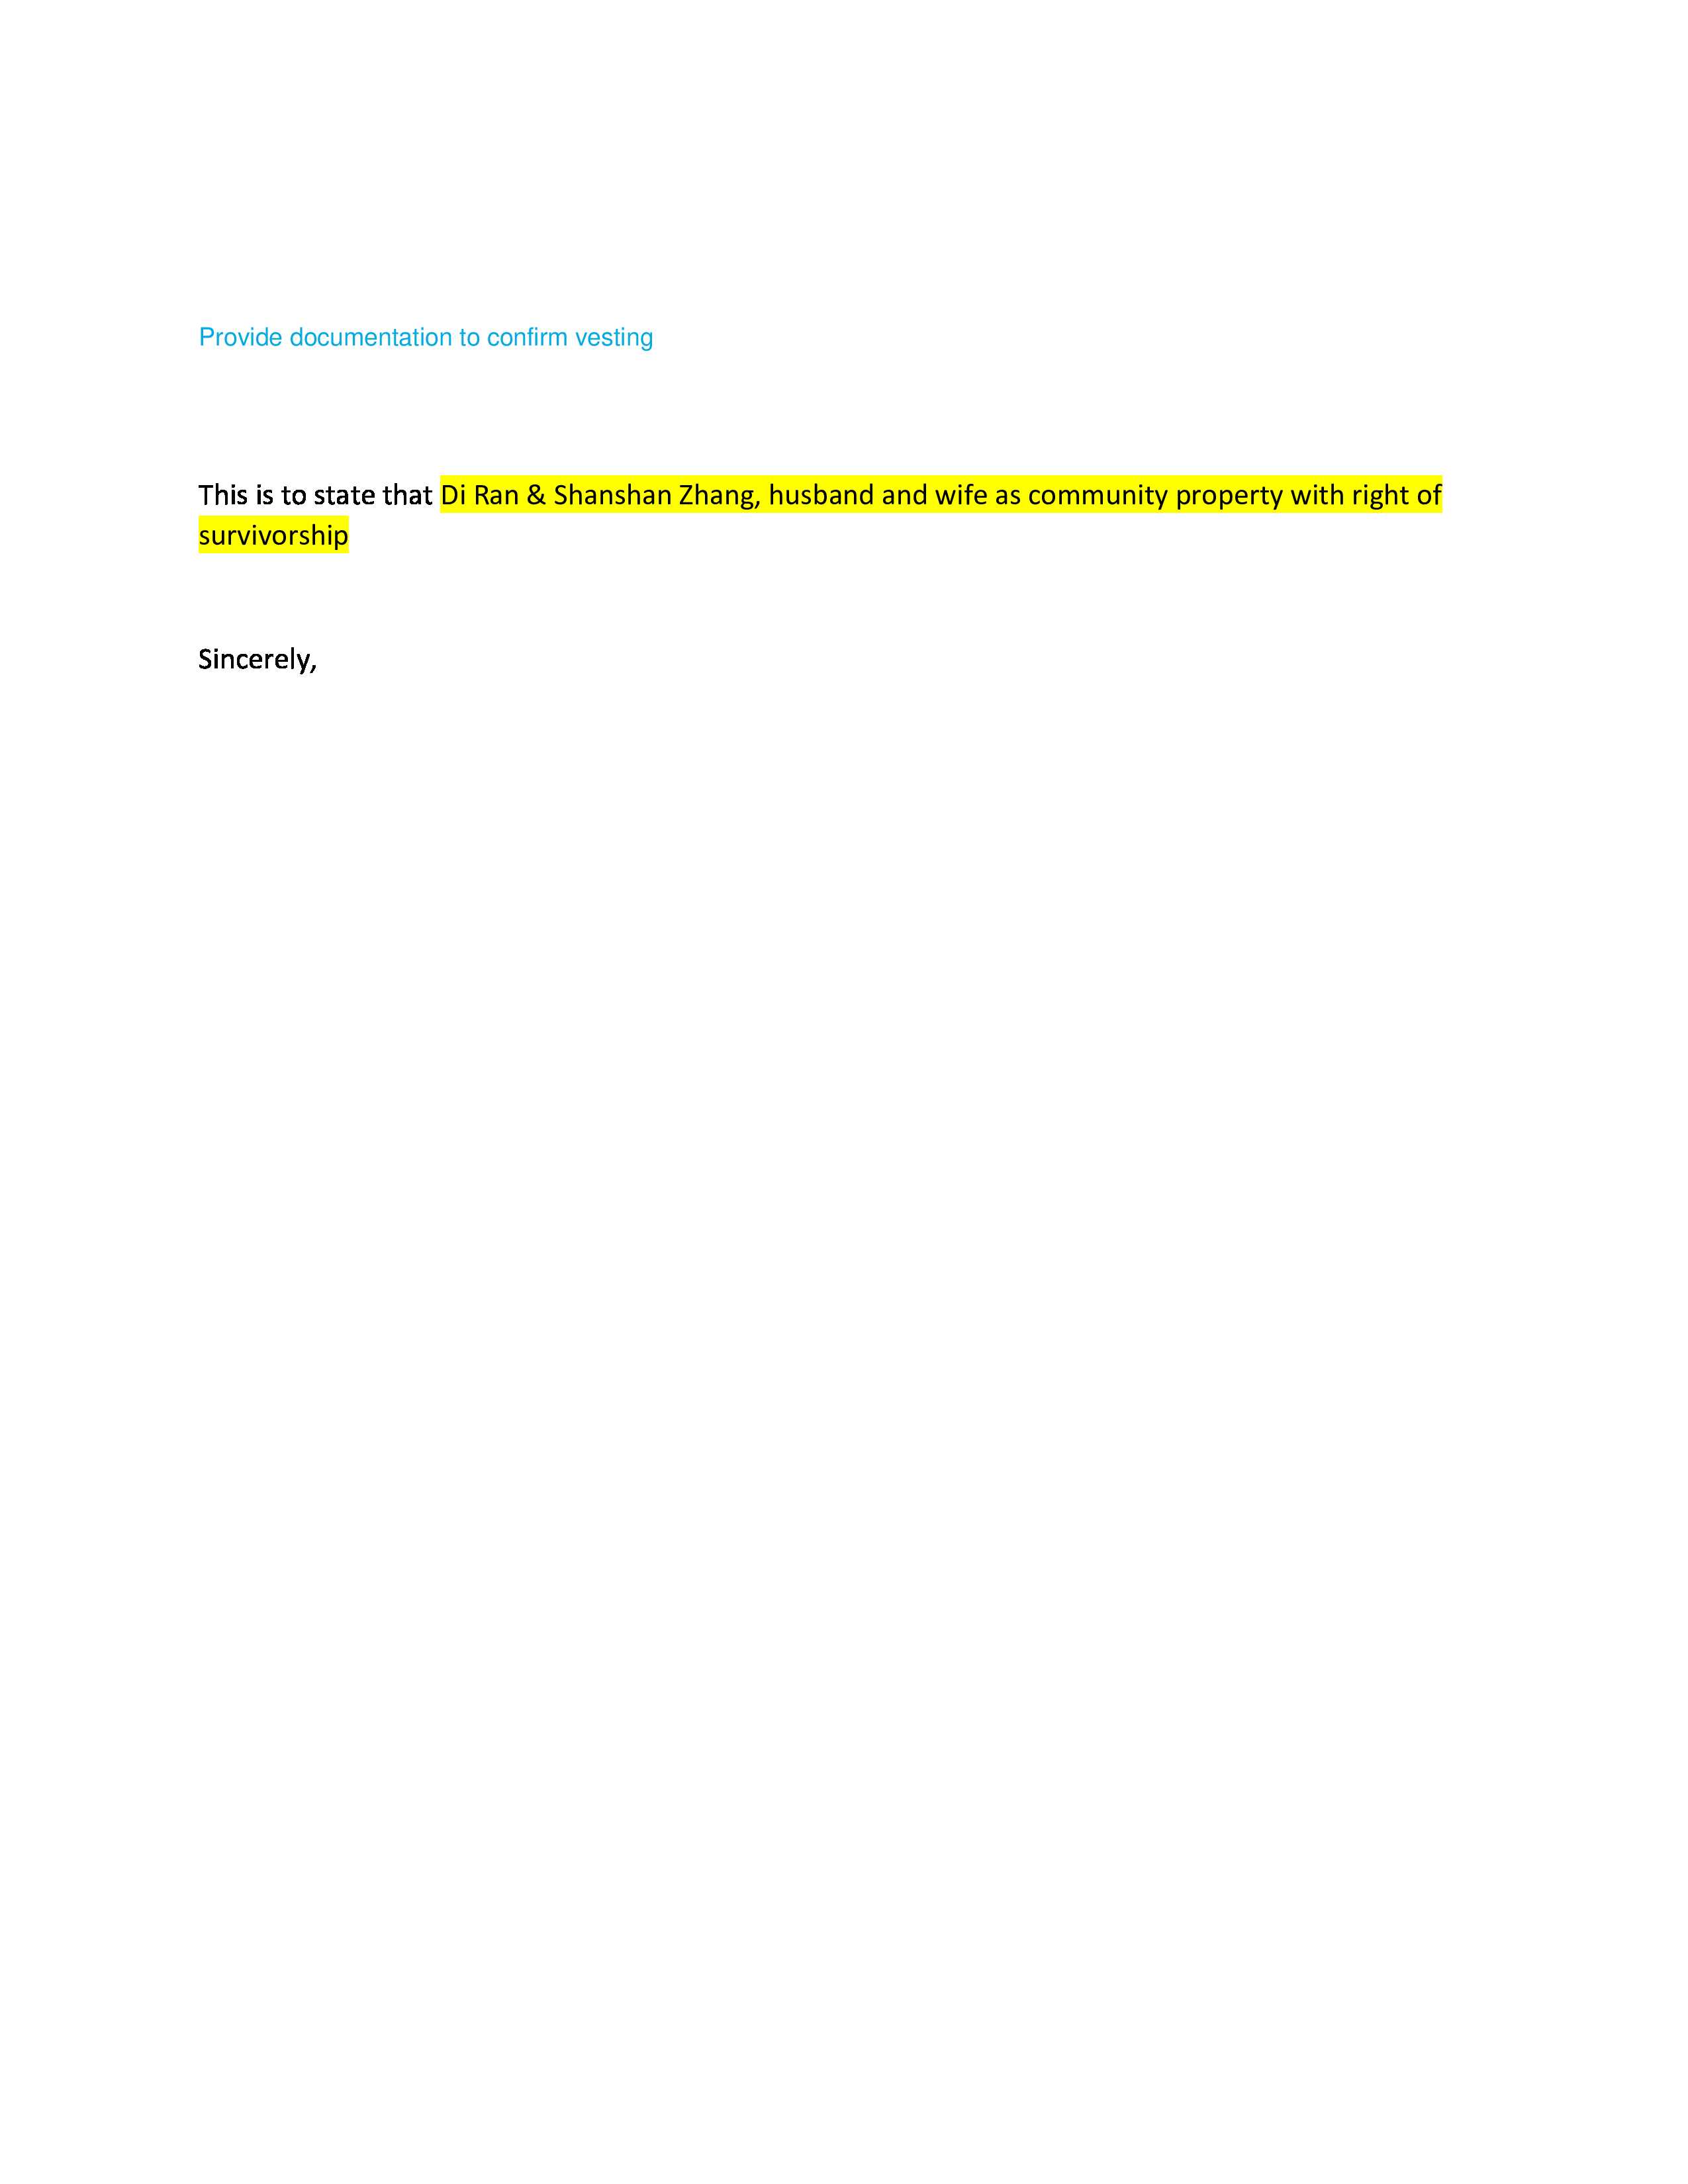 Provide documentation to confirm vesting
This is to state that Di Ran & Shanshan Zhang, husband and wife as community property with right of
survivorship
Sincerely,